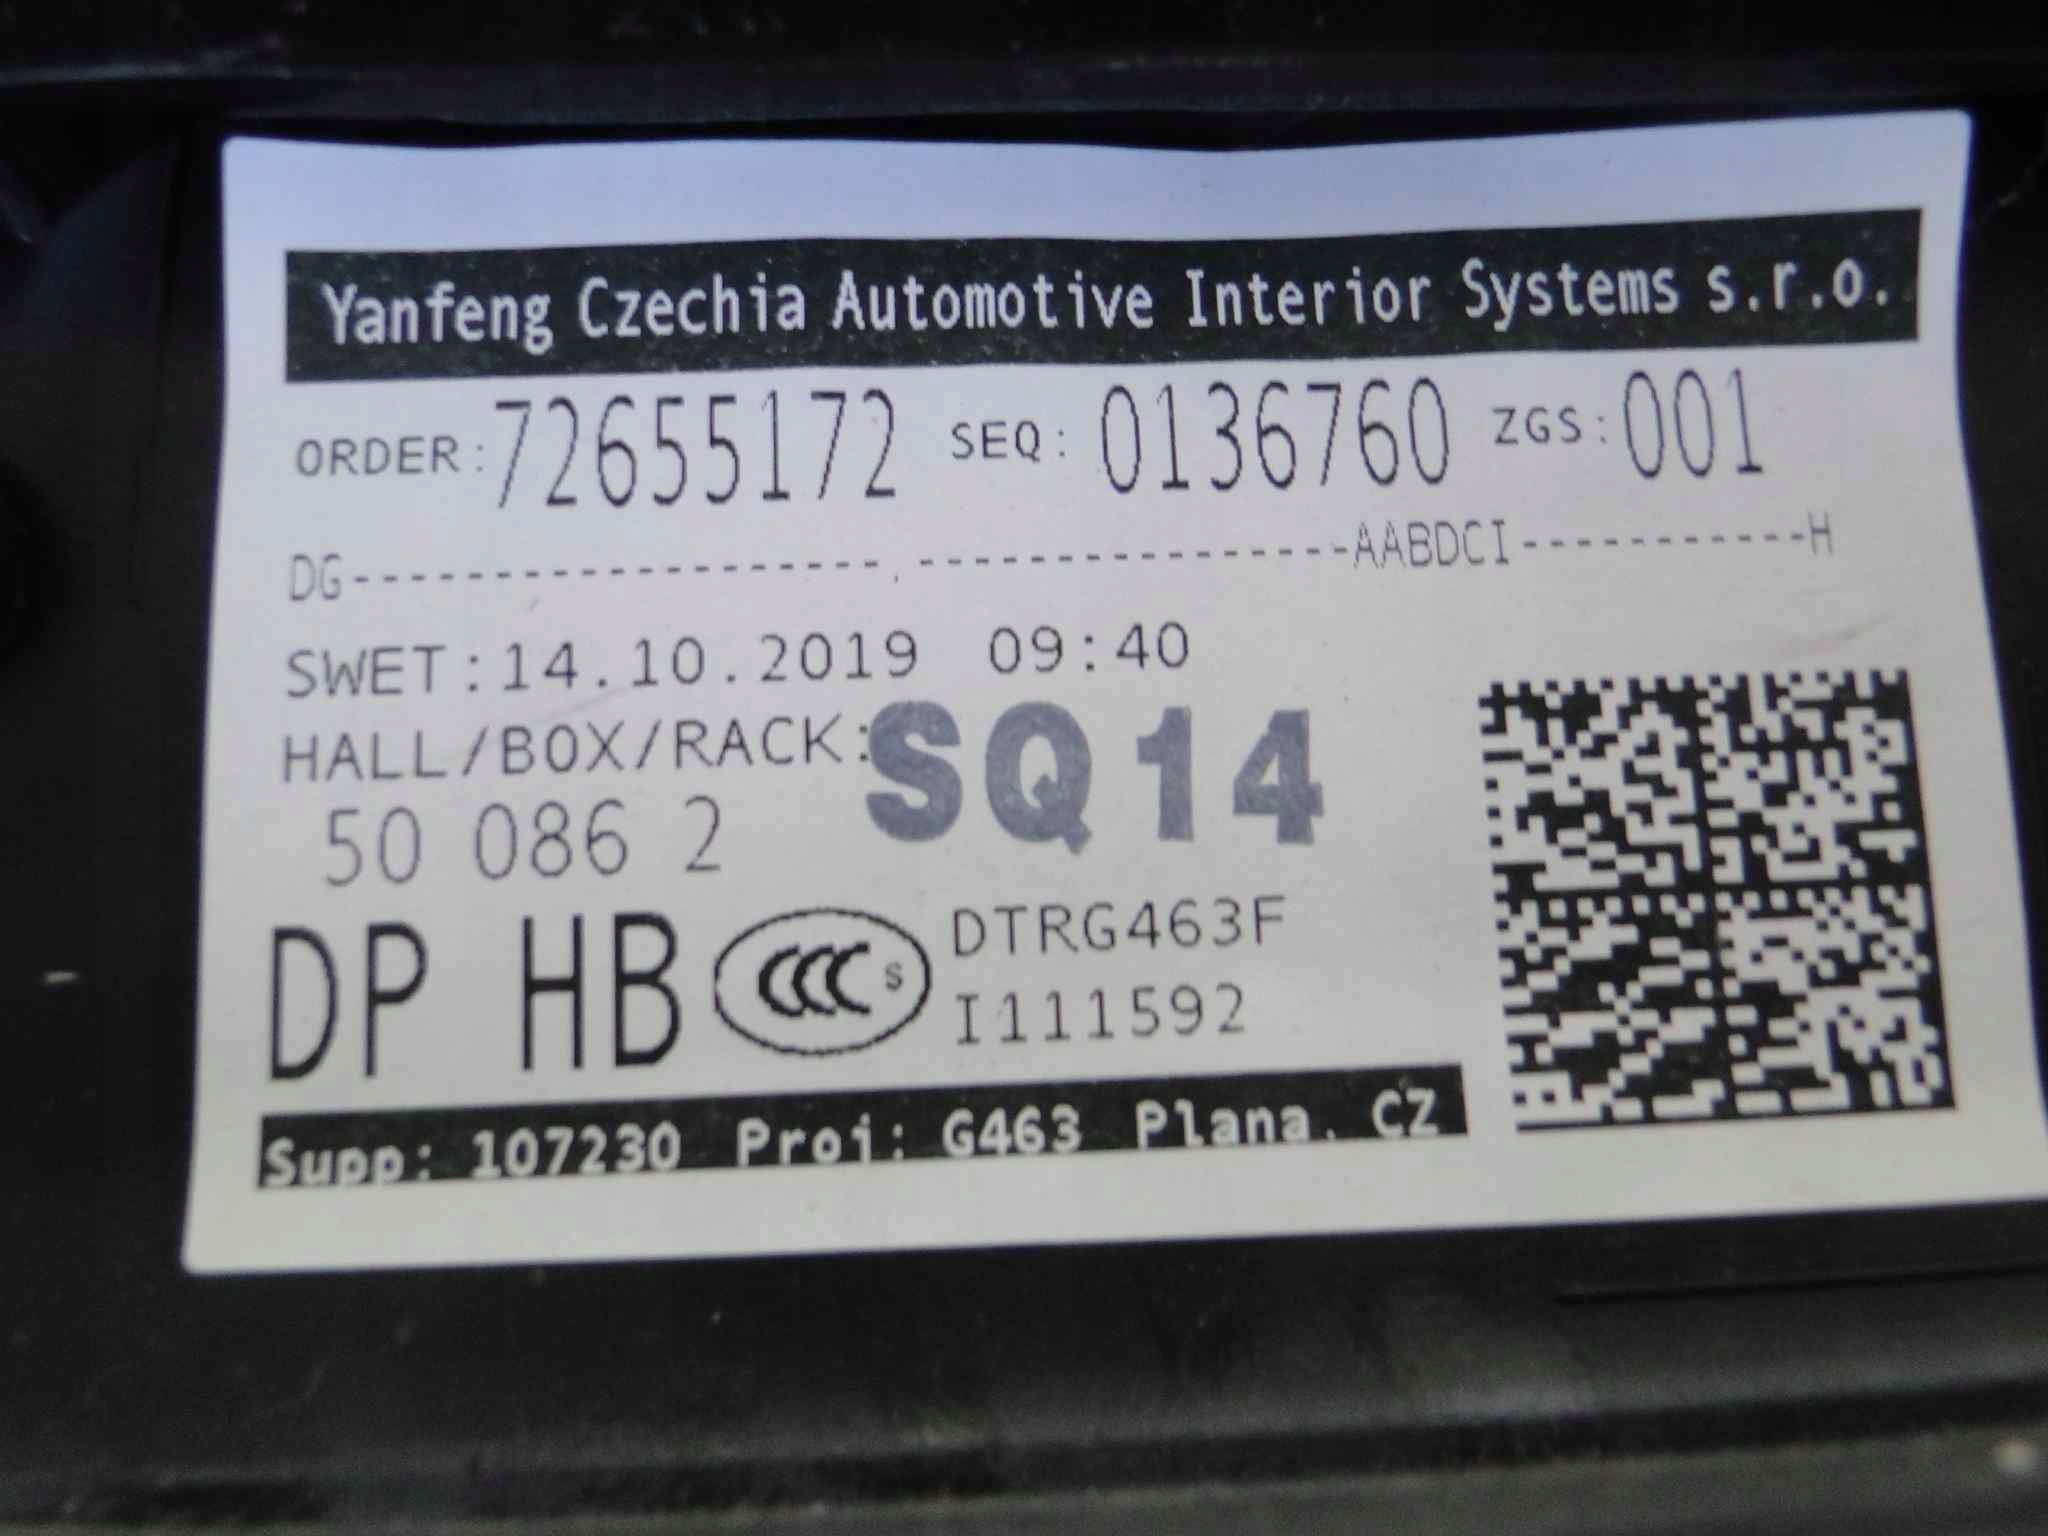 Yanfeng Czechia Automotive Interior Systems s.r.o.
ORDER:72655172 SEQ: 0136760 ZGS:001
DG-------------------.----------------AABDCI-----------H
SWET:14.10.2019 09:40
HALL/BOX/RACK:
SQ14
50 086 2
DP HB CCC S DTRG463F
I111592
Supp: 107230 Proj: G463 Plana, CZ